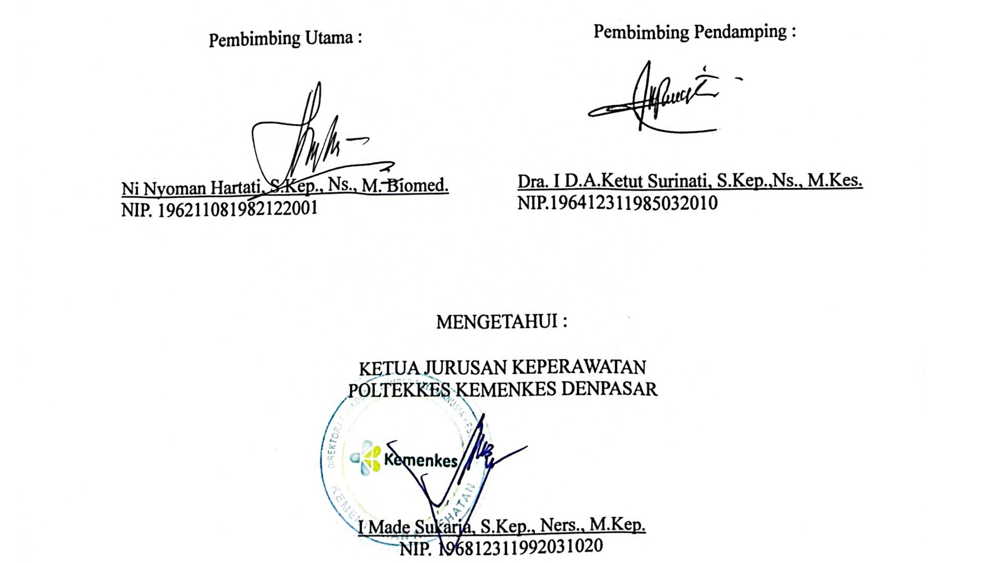 Pembimbing Utama :
Pembimbing Pendamping :
Ni Nyoman Hartati, S.Kep., Ns., M. Biomed.
NIP. 196211081982122001
Dra. I D.A.Ketut Surinati, S.Kep.,Ns., M.Kes.
NIP.196412311985032010
MENGETAHUI :
KETUA JURUSAN KEPERAWATAN
POLTEKKES KEMENKES DENPASAR
Kemenkes
I Made Sukarja, S.Kep., Ners., M.Kep.
NIP. 196812311992031020